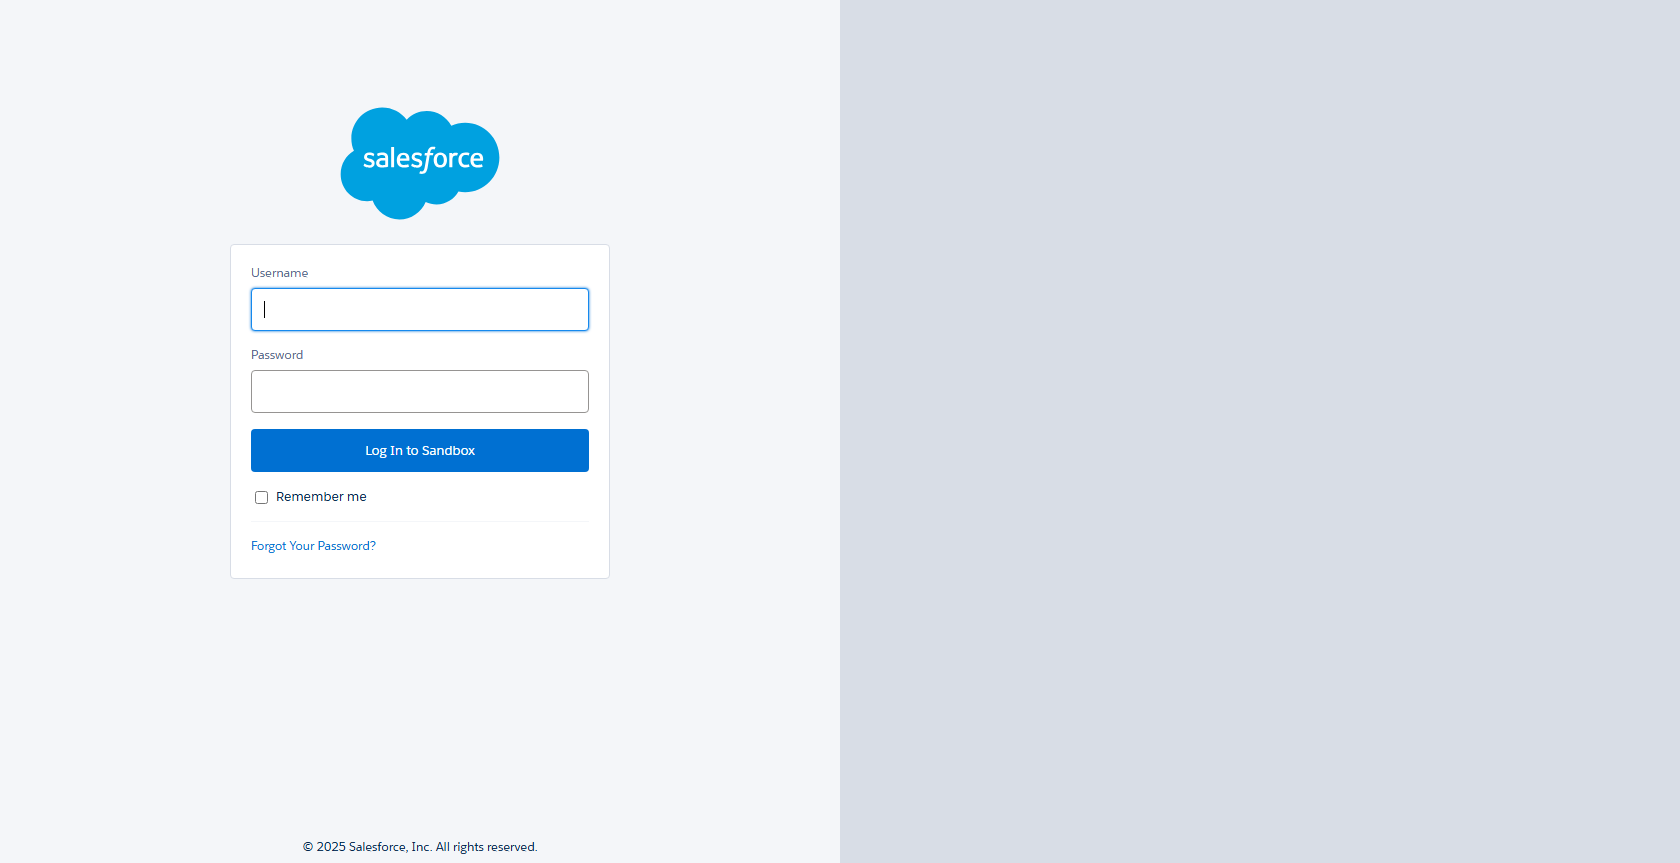 salesforce
Username
Password
Log In to Sandbox
Remember me
Forgot Your Password?
© 2025 Salesforce, Inc. All rights reserved.